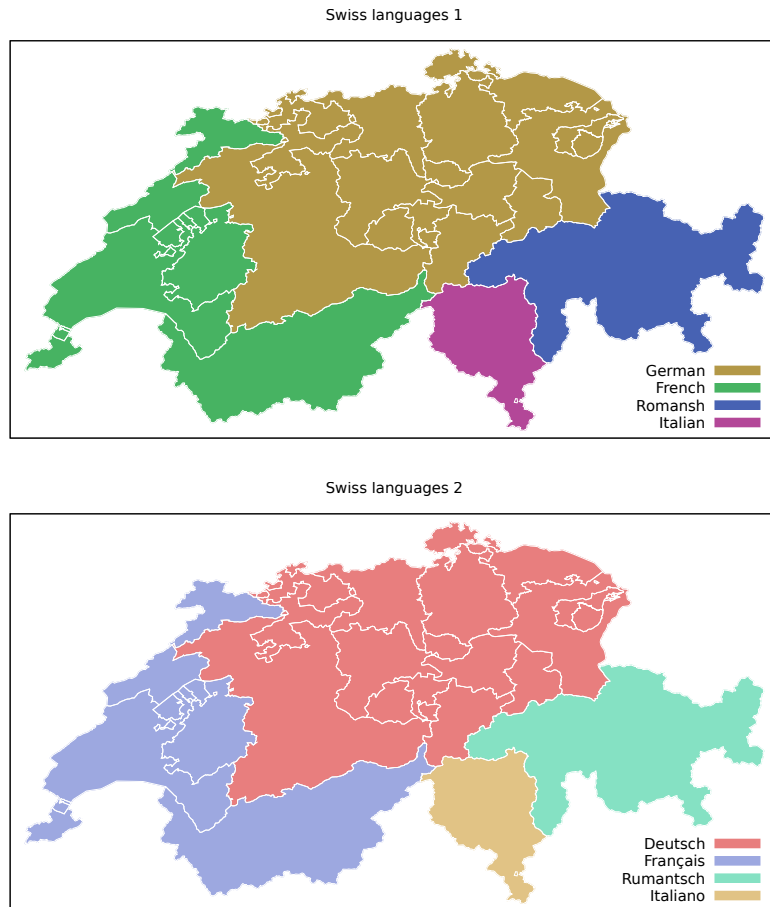 Swiss languages 1
German
French
Romansh
Italian
Swiss languages 2
Deutsch
Français
Rumantsch
Italiano